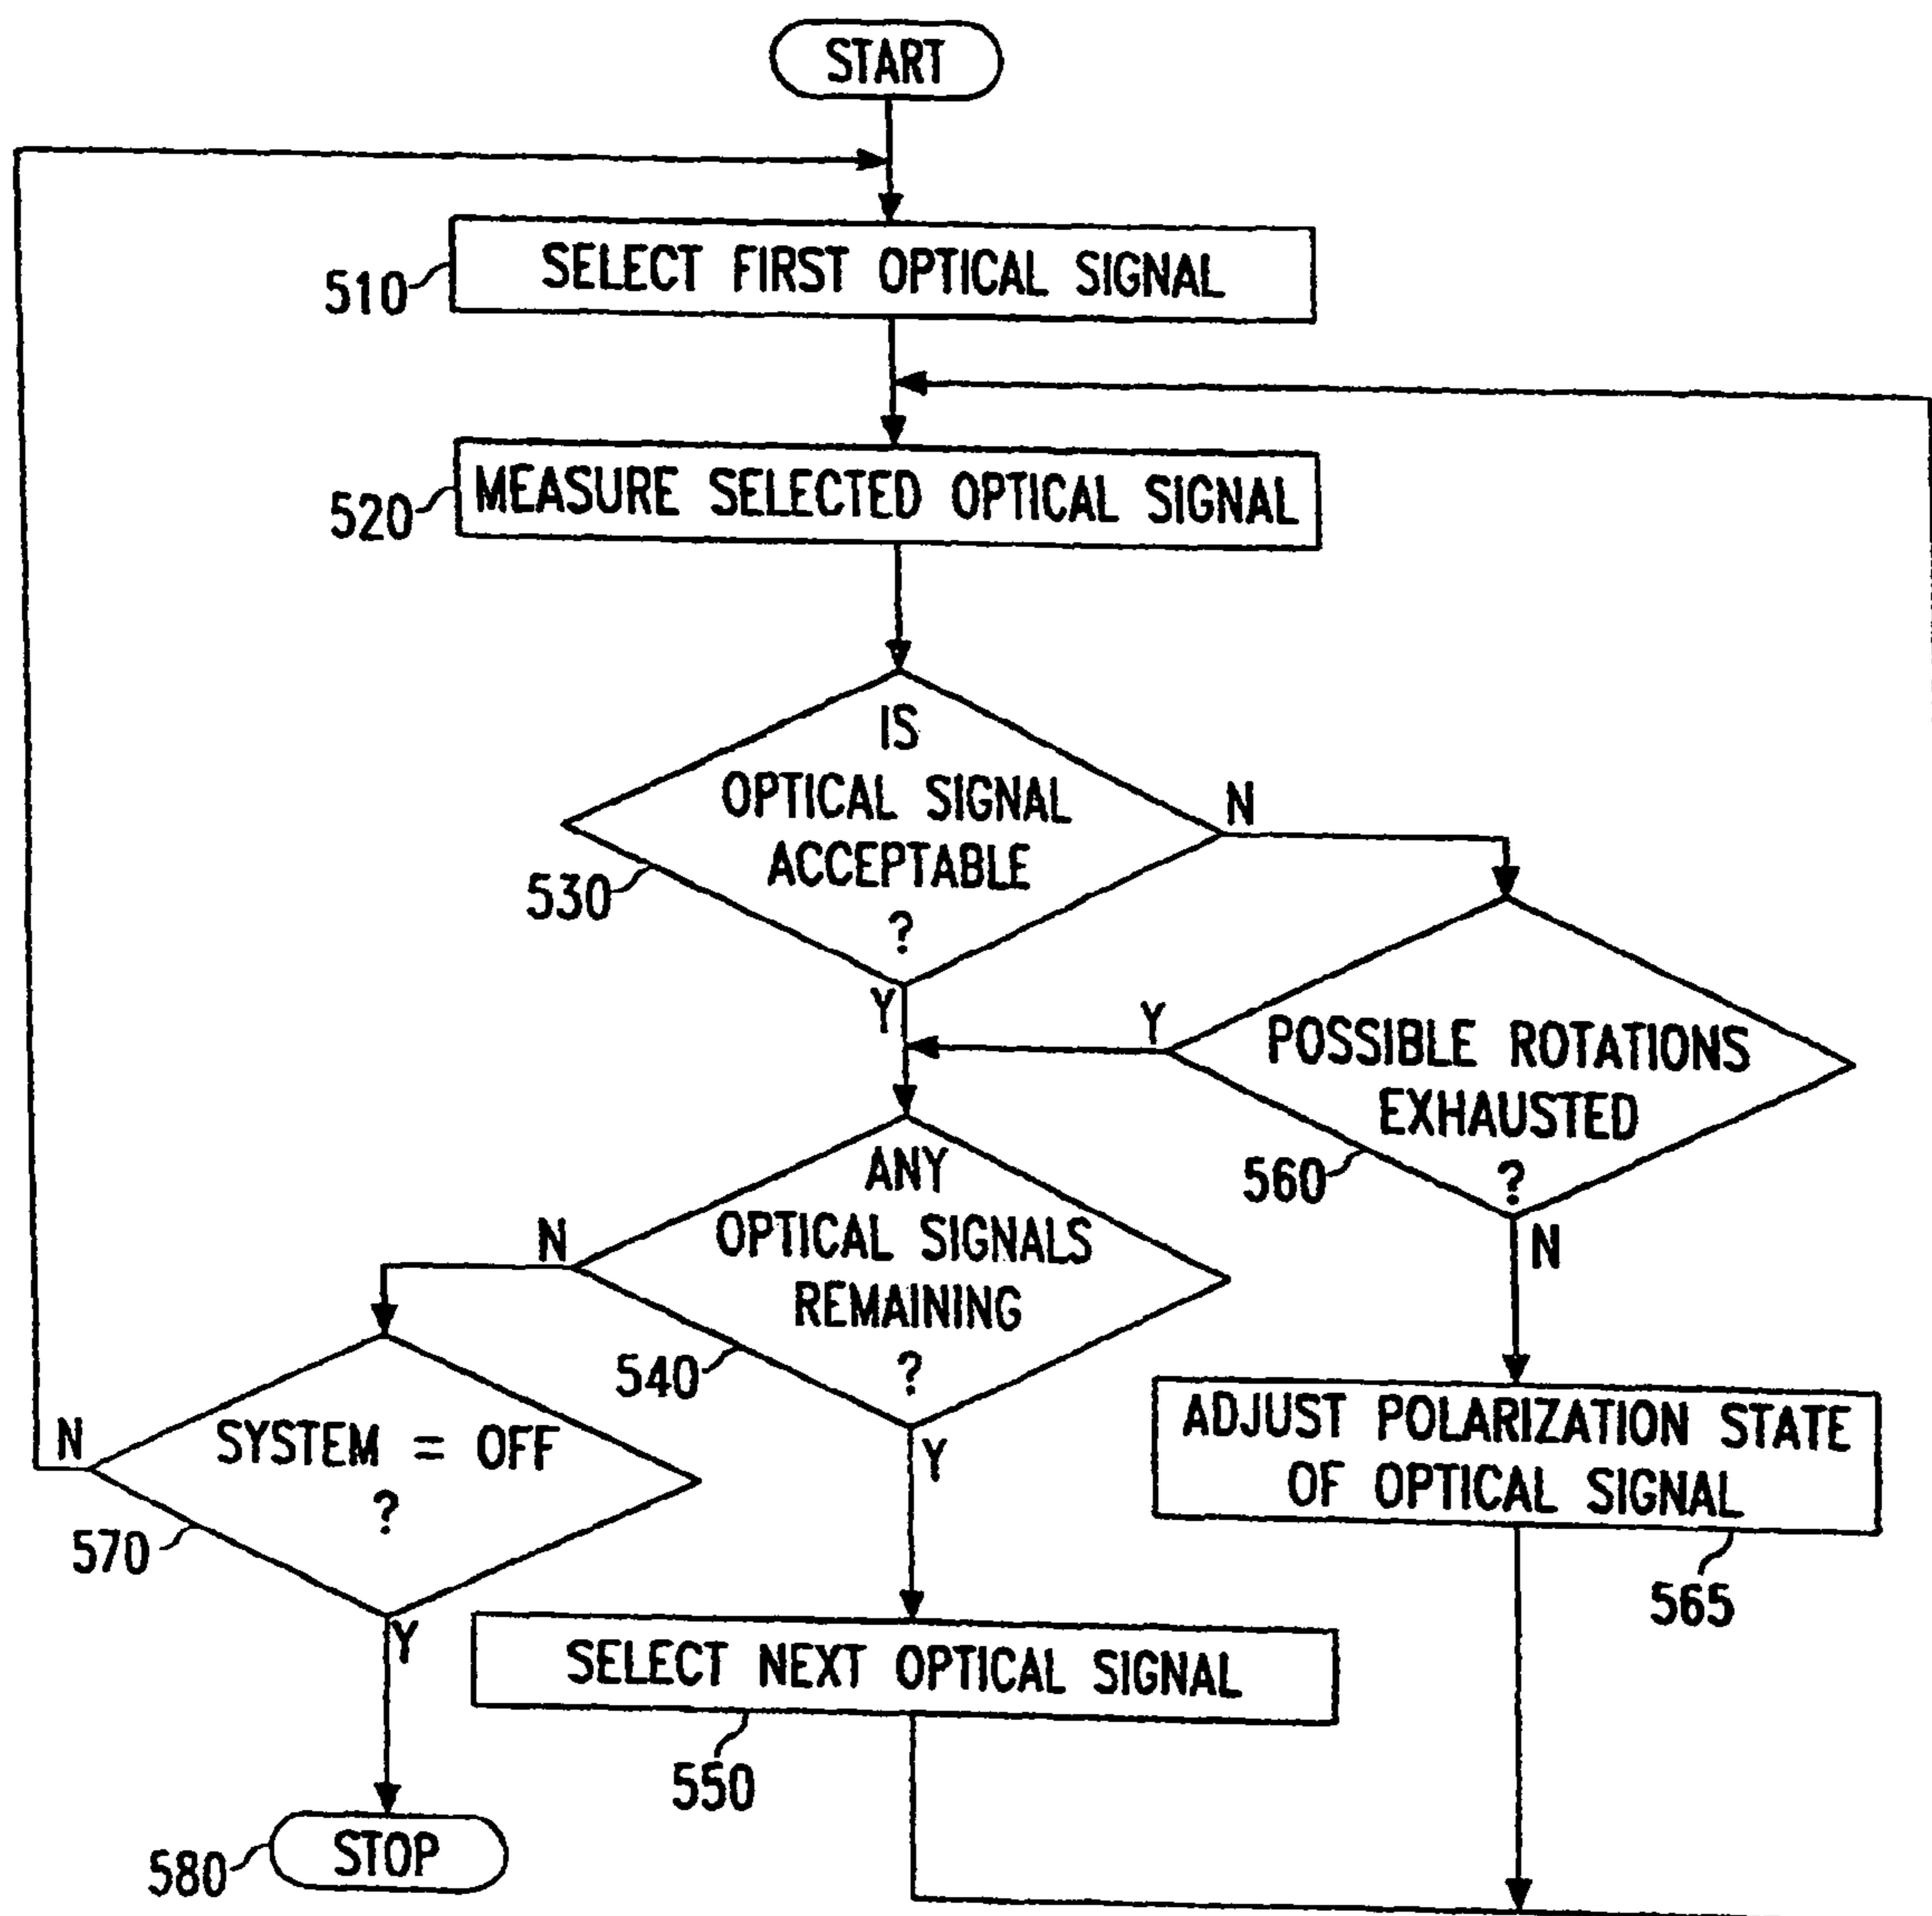 START
SELECT FIRST OPTICAL SIGNAL
510
MEASURE SELECTED OPTICAL SIGNAL
520
IS
OPTICAL SIGNAL
ACCEPTABLE
?
530
N
Y
Y
POSSIBLE ROTATIONS
EXHAUSTED
?
560
N
ANY
OPTICAL SIGNALS
REMAINING
?
540
N
Y
ADJUST POLARIZATION STATE
OF OPTICAL SIGNAL
565
SYSTEM = OFF
?
570
N
Y
SELECT NEXT OPTICAL SIGNAL
550
STOP
580